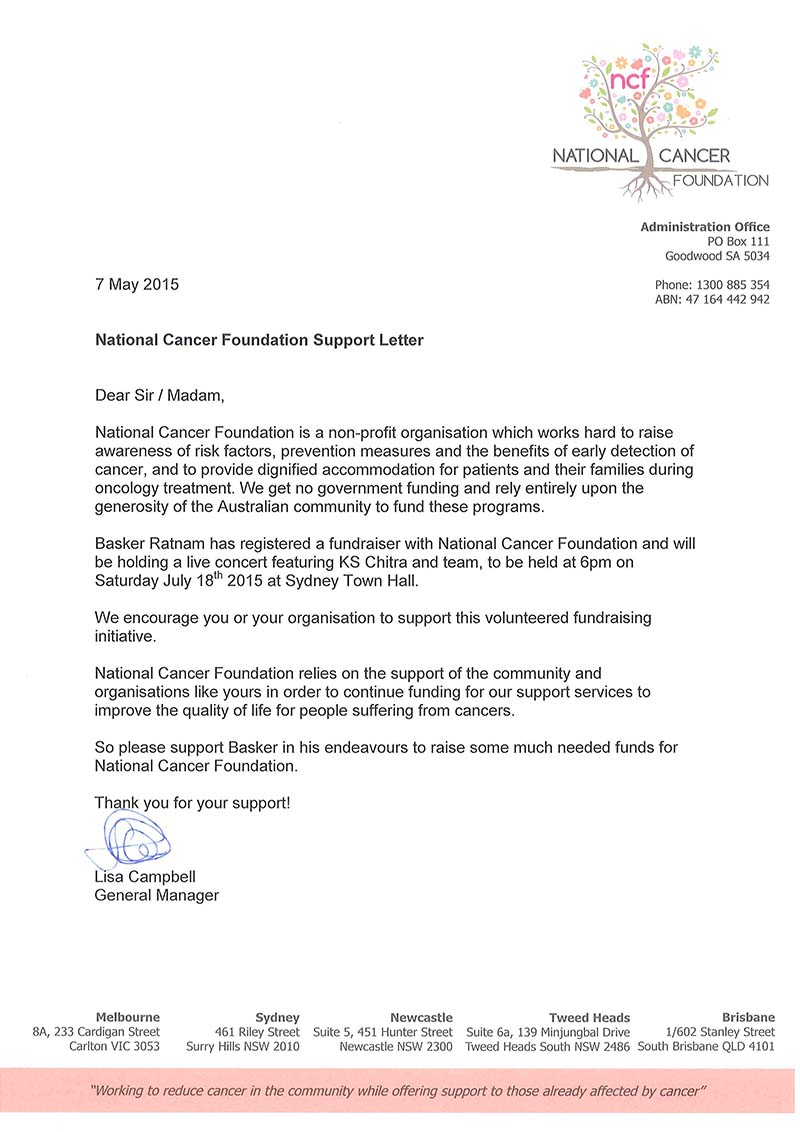 ncf
NATIONAL CANCER
FOUNDATION
Administration Office
PO Box 111
Goodwood SA 5034
Phone: 1300 885 354
ABN: 47 164 442 942
7 May 2015
National Cancer Foundation Support Letter
Dear Sir / Madam,
National Cancer Foundation is a non-profit organisation which works hard to raise
awareness of risk factors, prevention measures and the benefits of early detection of
cancer, and to provide dignified accommodation for patients and their families during
oncology treatment. We get no government funding and rely entirely upon the
generosity of the Australian community to fund these programs.
Basker Ratnam has registered a fundraiser with National Cancer Foundation and will
be holding a live concert featuring KS Chitra and team, to be held at 6pm on
Saturday July 18th 2015 at Sydney Town Hall.
We encourage you or your organisation to support this volunteered fundraising
initiative.
National Cancer Foundation relies on the support of the community and
organisations like yours in order to continue funding for our support services to
improve the quality of life for people suffering from cancers.
So please support Basker in his endeavours to raise some much needed funds for
National Cancer Foundation.
Thank you for your support!
Lisa Campbell
General Manager
Melbourne
8A, 233 Cardigan Street
Carlton VIC 3053
Sydney
461 Riley Street
Surry Hills NSW 2010
Newcastle
Suite 5, 451 Hunter Street
Newcastle NSW 2300
Tweed Heads
Suite 6a, 139 Minjungbal Drive
Tweed Heads South NSW 2486
Brisbane
1/602 Stanley Street
South Brisbane QLD 4101
"Working to reduce cancer in the community while offering support to those already affected by cancer"